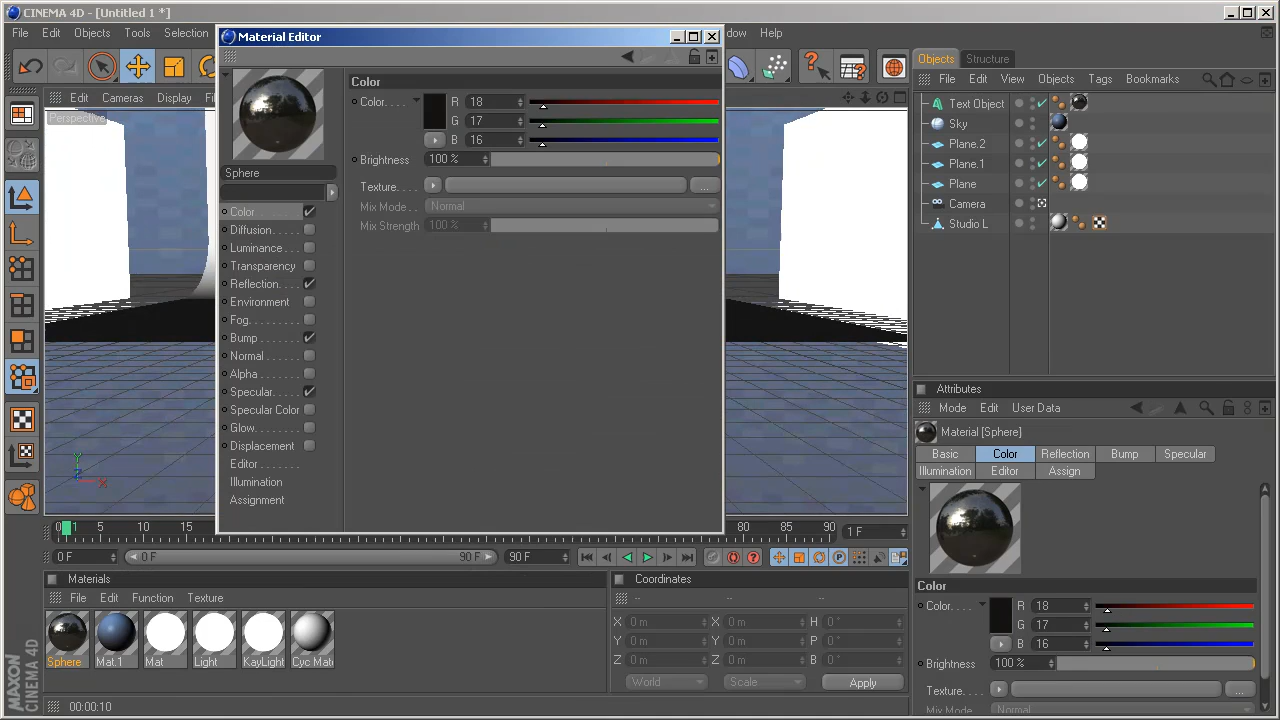 CINEMA 4D - [Untitled 1 *]
File Edit Objects Tools Selection
dow Help
Material Editor
Objects Structure
File Edit View Objects Tags Bookmarks
Edit Cameras Display
Perspective
Text Object
Sky
Plane.2
Plane.1
Plane
Camera
Studio L
Color
Color. . . . R 18
G 17
B 16
Brightness 100 %
Texture. . . . ...
Mix Mode . . Normal
Mix Strength 100 %
Sphere
Color
Diffusion
Luminance
Transparency
Reflection
Environment
Fog
Bump
Normal
Alpha
Specular
Specular Color
Glow
Displacement
Editor
Illumination
Assignment
Attributes
Mode Edit User Data
Material [Sphere]
Basic Color Reflection Bump Specular
Illumination Editor Assign
Color
Color. . . . R 18
G 17
B 16
Brightness 100 %
Texture. . . . ...
Mix Mode Normal
Y
Z
X
0 1 5 10 15 80 85 90 1 F
0 F 0 F 90 F 90 F
Materials
File Edit Function Texture
Sphere Mat.1 Mat Light KayLight Cyc Mate
Coordinates
-- -- --
X 0 m X 0 m H 0 °
Y 0 m Y 0 m P 0 °
Z 0 m Z 0 m B 0 °
World Scale Apply
MAXON
CINEMA 4D
00:00:10